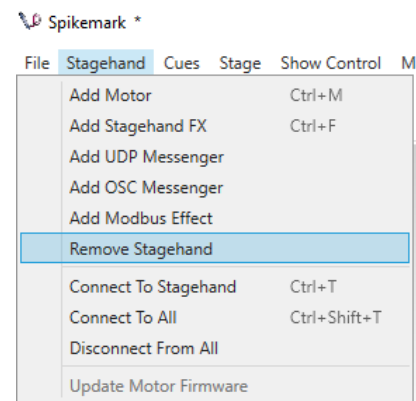 Spikemark *
File Stagehand Cues Stage Show Control M
Add Motor Ctrl+M
Add Stagehand FX Ctrl+F
Add UDP Messenger
Add OSC Messenger
Add Modbus Effect
Remove Stagehand
Connect To Stagehand Ctrl+T
Connect To All Ctrl+Shift+T
Disconnect From All
Update Motor Firmware